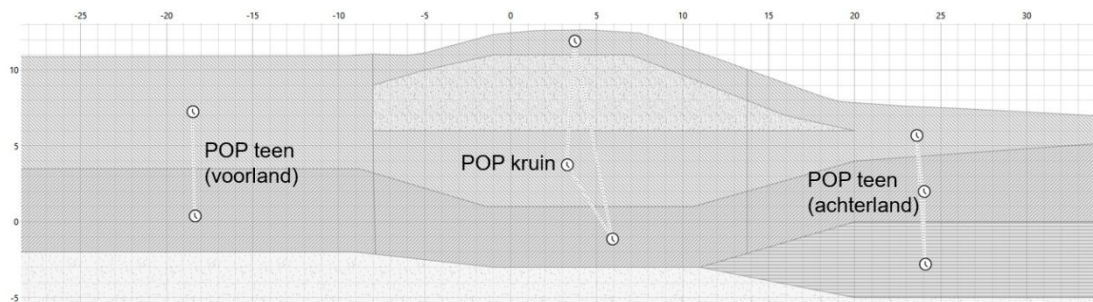 -25 -20 -15 -10 -5 0 5 10 15 20 25 30
10
5
0
-5
POP teen
(voorland)
POP kruin
POP teen
(achterland)